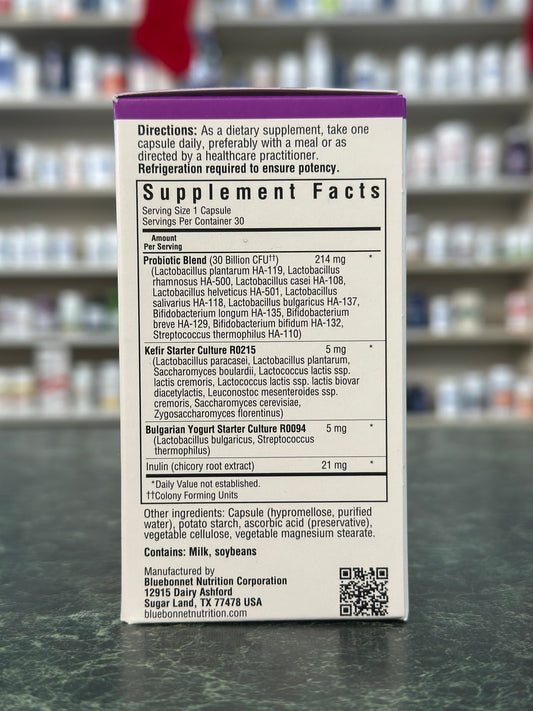 Directions: As a dietary supplement, take one
capsule daily, preferably with a meal or as
directed by a healthcare practitioner.
Refrigeration required to ensure potency.
Supplement Facts
Serving Size 1 Capsule
Servings Per Container 30
Amount
Per Serving
Probiotic Blend (30 Billion CFU††) 214 mg *
(Lactobacillus plantarum HA-119, Lactobacillus
rhamnosus HA-500, Lactobacillus casei HA-108,
Lactobacillus helveticus HA-501, Lactobacillus
salivarius HA-118, Lactobacillus bulgaricus HA-137,
Bifidobacterium longum HA-135, Bifidobacterium
breve HA-129, Bifidobacterium bifidum HA-132,
Streptococcus thermophilus HA-110)
Kefir Starter Culture R0215 5 mg *
(Lactobacillus paracasei, Lactobacillus plantarum,
Saccharomyces boulardii, Lactococcus lactis ssp.
lactis cremoris, Lactococcus lactis ssp. lactis biovar
diacetylactis, Leuconostoc mesenteroides ssp.
cremoris, Saccharomyces cerevisiae,
Zygosaccharomyces florentinus)
Bulgarian Yogurt Starter Culture R0094 5 mg *
(Lactobacillus bulgaricus, Streptococcus
thermophilus)
Inulin (chicory root extract) 21 mg *
*Daily Value not established.
††Colony Forming Units
Other ingredients: Capsule (hypromellose, purified
water), potato starch, ascorbic acid (preservative),
vegetable cellulose, vegetable magnesium stearate.
Contains: Milk, soybeans
Manufactured by
Bluebonnet Nutrition Corporation
12915 Dairy Ashford
Sugar Land, TX 77478 USA
bluebonnetnutrition.com